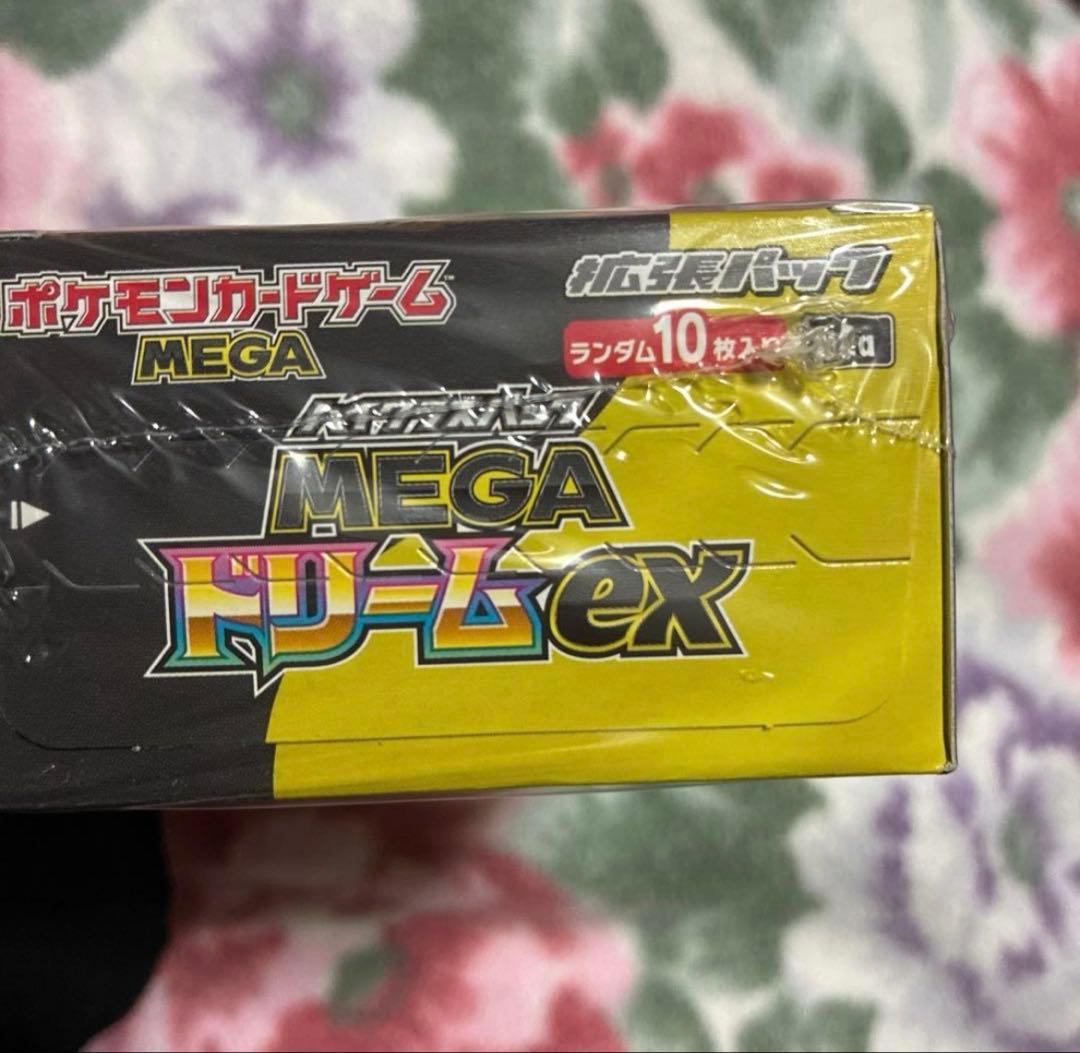 ポケモンカードゲーム™
MEGA
拡張パック
ランダム10枚入り
ハイクラスパック
MEGA
ドリームex